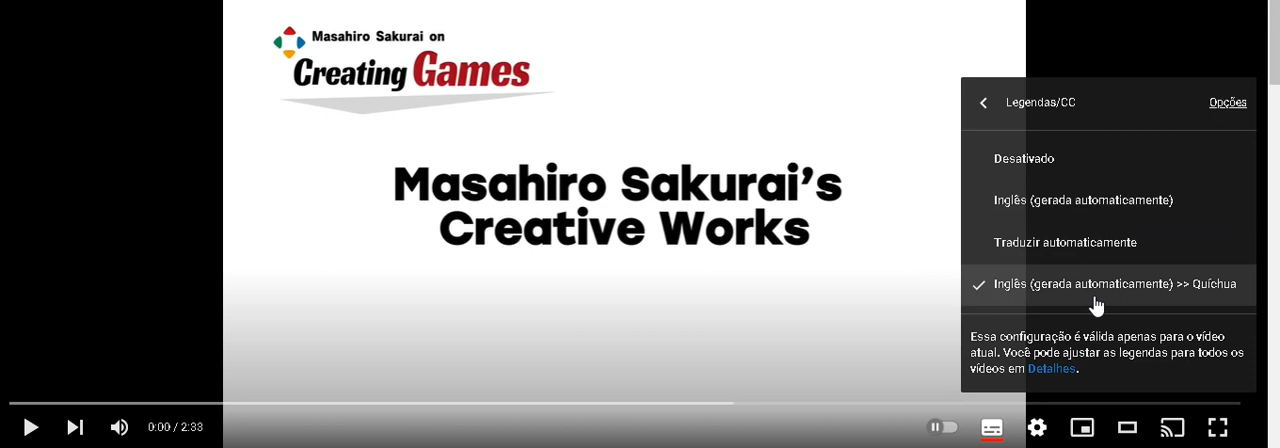 Masahiro Sakurai on
Creating Games
Masahiro Sakurai's
Creative Works
Legendas/CC
Opções
Desativado
Inglês (gerada automaticamente)
Traduzir automaticamente
Inglês (gerada automaticamente) >> Quíchua
Essa configuração é válida apenas para o vídeo
atual. Você pode ajustar as legendas para todos os
vídeos em Detalhes.
0:00 / 2:33